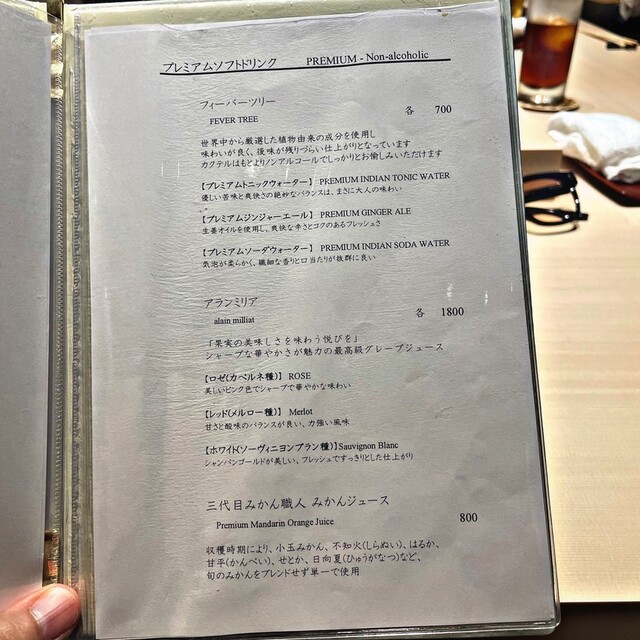 プレミアムソフトドリンク PREMIUM - Non-alcoholic
フィーバーツリー 各 700
FEVER TREE
世界中から厳選した植物由来の成分を使用し
味わいが良く、後味が残りづらい仕上がりとなっています
カクテルはもとよりノンアルコールでしっかりとお愉しみいただけます
【プレミアムトニックウォーター】 PREMIUM INDIAN TONIC WATER
優しい苦味と爽快さの絶妙なバランスは、まさに大人の味わい
【プレミアムジンジャーエール】 PREMIUM GINGER ALE
生姜オイルを使用し、爽快な辛さとコクのあるフレッシュさ
【プレミアムソーダウォーター】 PREMIUM INDIAN SODA WATER
気泡が柔らかく、繊細な香りと口当たりが抜群に良い
アランミリア 各 1800
alain milliat
「果実の美味しさを味わう悦びを」
シャープな華やかさが魅力の最高級グレープジュース
【ロゼ(カベルネ種)】 ROSE
美しいピンク色でシャープで華やかな味わい
【レッド(メルロー種)】 Merlot
甘さと酸味のバランスが良い、力強い風味
【ホワイト(ソーヴィニヨンブラン種)】Sauvignon Blanc
シャンパンゴールドが美しい、フレッシュですっきりとした仕上がり
三代目みかん職人 みかんジュース 800
Premium Mandarin Orange Juice
収穫時期により、小玉みかん、不知火(しらぬい)、はるか、
甘平(かんぺい)、せとか、日向夏(ひゅうがなつ)など、
旬のみかんをブレンドせず単一で使用